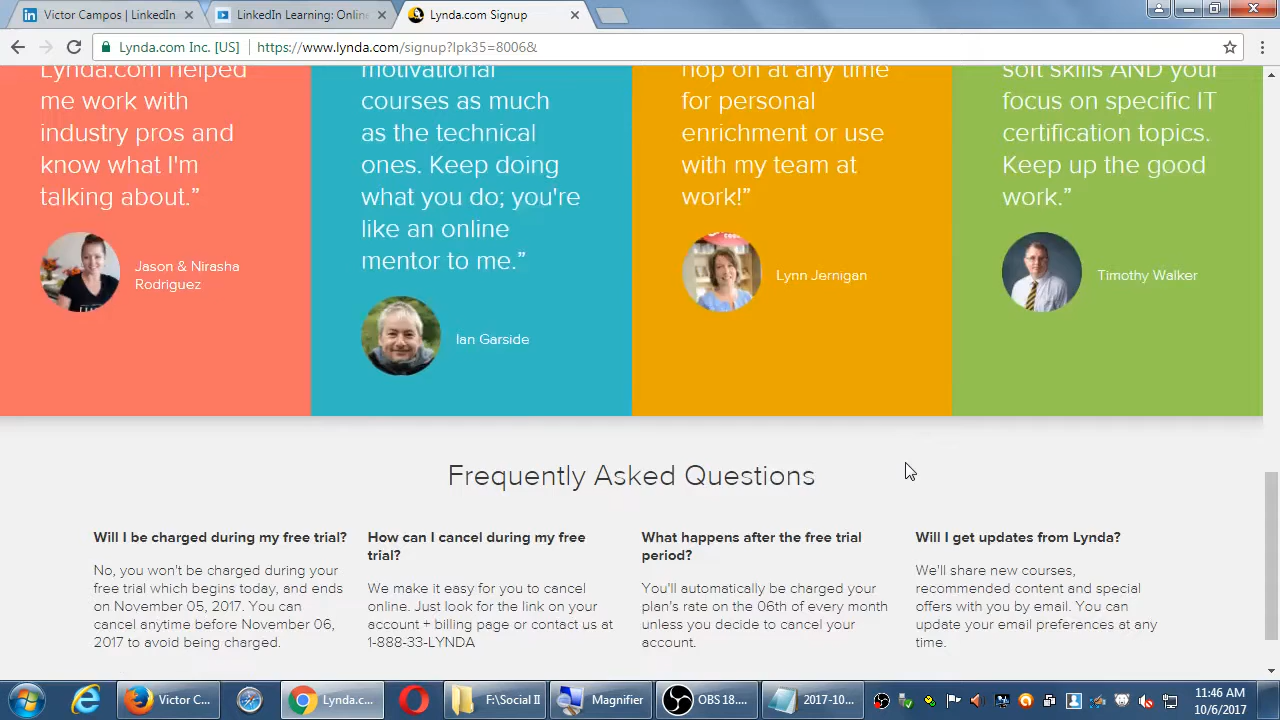 Victor Campos | LinkedIn
LinkedIn Learning: Onlin
Lynda.com Signup
Lynda.com Inc. [US]
https://www.lynda.com/signup?lpk35=8006&
Lynda.com helped
me work with
industry pros and
know what I'm
talking about.”
Jason & Nirasha
Rodriguez
motivational
courses as much
as the technical
ones. Keep doing
what you do; you're
like an online
mentor to me.”
Ian Garside
hop on at any time
for personal
enrichment or use
with my team at
work!”
Lynn Jernigan
soft skills AND your
focus on specific IT
certification topics.
Keep up the good
work.”
Timothy Walker
Frequently Asked Questions
Will I be charged during my free trial?
No, you won't be charged during your
free trial which begins today, and ends
on November 05, 2017. You can
cancel anytime before November 06,
2017 to avoid being charged.
How can I cancel during my free
trial?
We make it easy for you to cancel
online. Just look for the link on your
account + billing page or contact us at
1-888-33-LYNDA
What happens after the free trial
period?
You'll automatically be charged your
plan's rate on the 06th of every month
unless you decide to cancel your
account.
Will I get updates from Lynda?
We'll share new courses,
recommended content and special
offers with you by email. You can
update your email preferences at any
time.
Victor C...
Lynda.c...
F:\Social II
Magnifier
OBS 18....
2017-10...
11:46 AM
10/6/2017